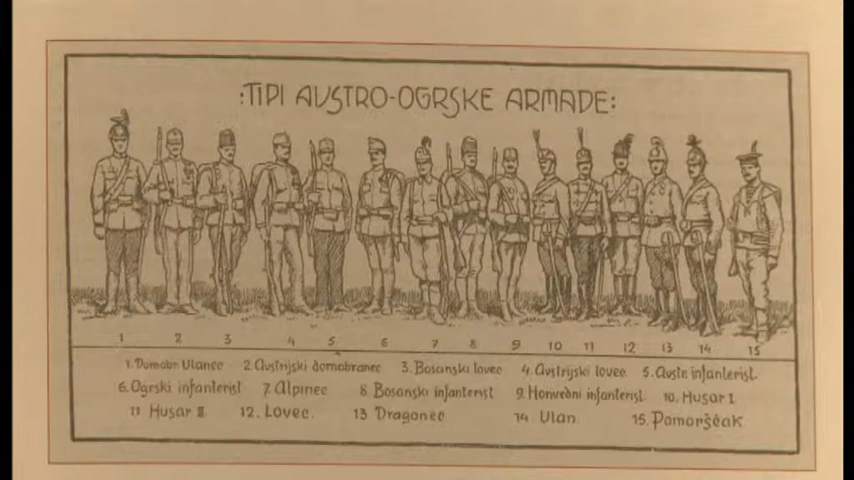 :TIPI AVSTRO-OGRSKE ARMADE:
1 2 3 4 5 6 7 8 9 10 11 12 13 14 15
1. Domobr. Ulanec 2. Avstrijski domobranec 3. Bosanski lovec 4. Avstrijski lovec 5. Avstr. infanterist
6. Ogrski infanterist 7. Alpinec 8. Bosanski infanterist 9. Honvedni infanterist 10. Husar I.
11 Husar II. 12. Lovec. 13 Dragonec 14 Ulan 15. Pomorščak